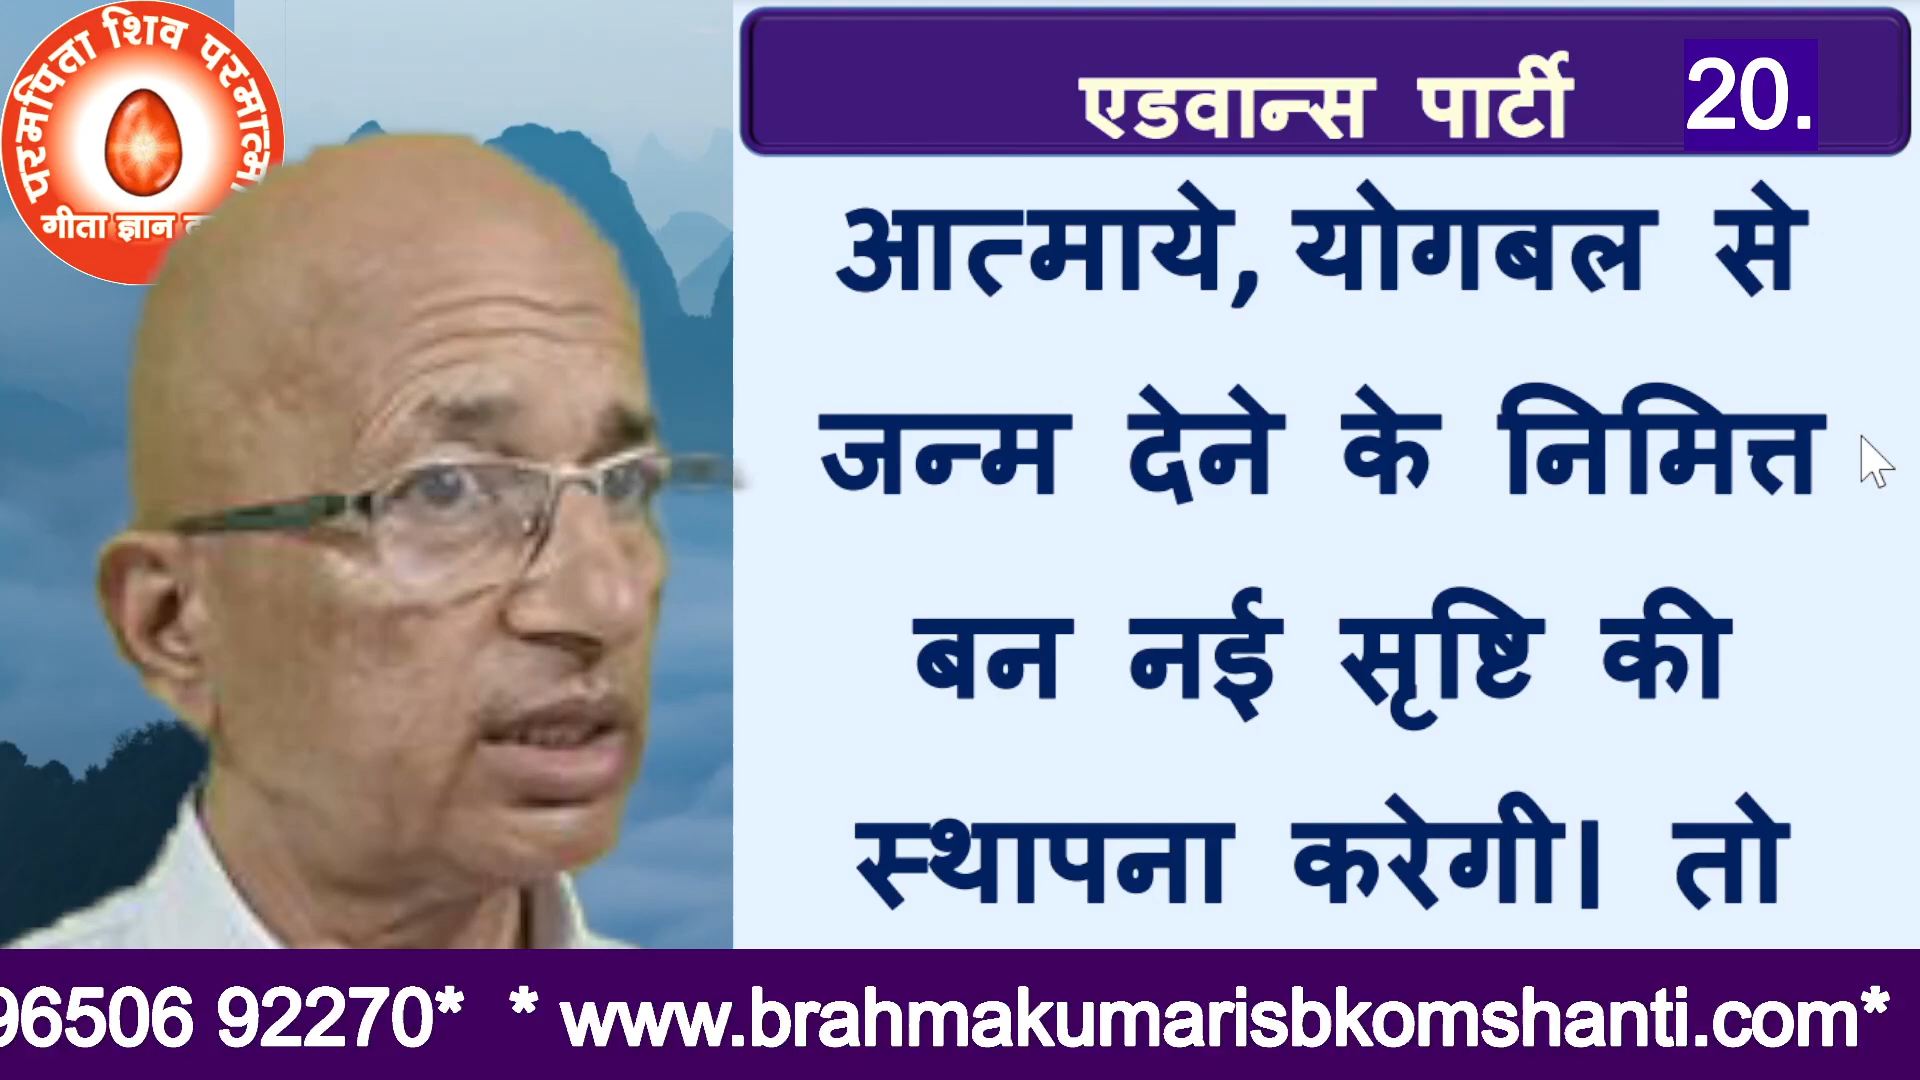 परमपिता शिव परमात्मा
गीता ज्ञान
एडवान्स पार्टी 20.
आत्माये, योगबल से
जन्म देने के निमित्त
बन नई सृष्टि की
स्थापना करेगी। तो
96506 92270* * www.brahmakumarisbkomshanti.com*